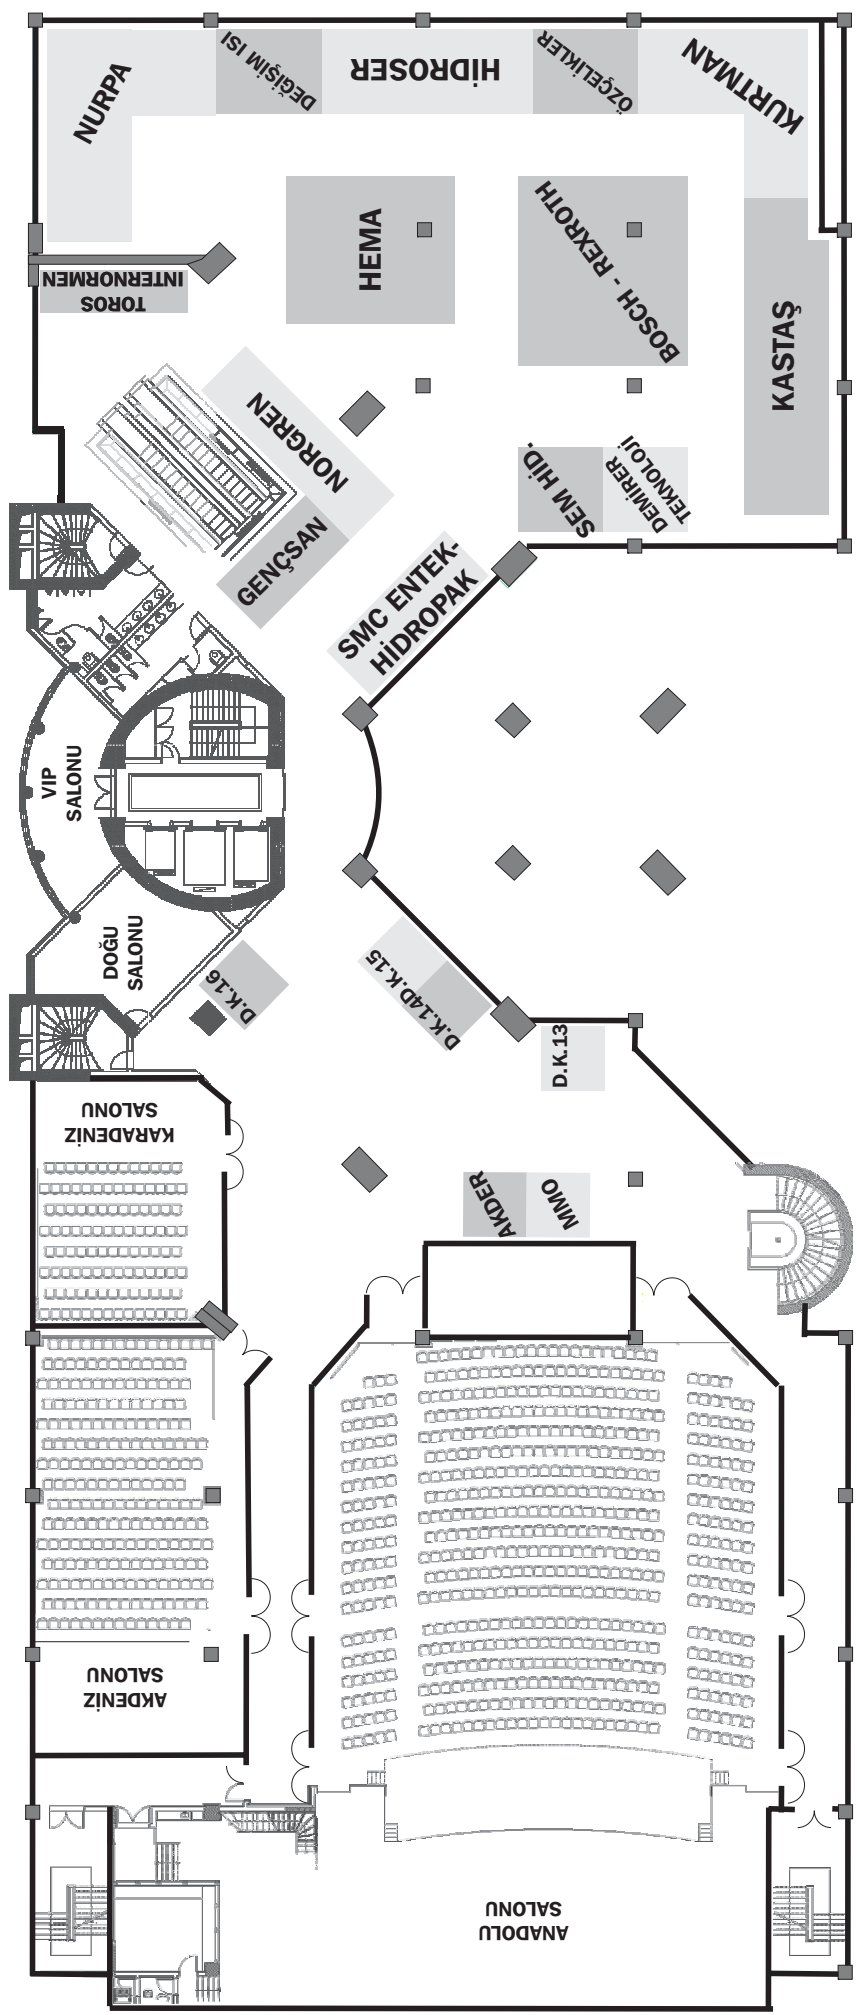 NURPA
DEĞİŞİM ISI
HİDROSER
ÖZÇELİKLER
KURTMAN
HEMA
BOSCH - REXROTH
KASTAŞ
TOROS
INTERNORMEN
NORGREN
GENÇSAN
SEM HİD.
DEMİRER
TEKNOLOJİ
SMC ENTEK-
HİDROPAK
VIP
SALONU
DOĞU
SALONU
D.K.16
D.K.15
D.K.14
D.K.13
KARADENİZ
SALONU
AKDER
MMO
AKDENİZ
SALONU
ANADOLU
SALONU